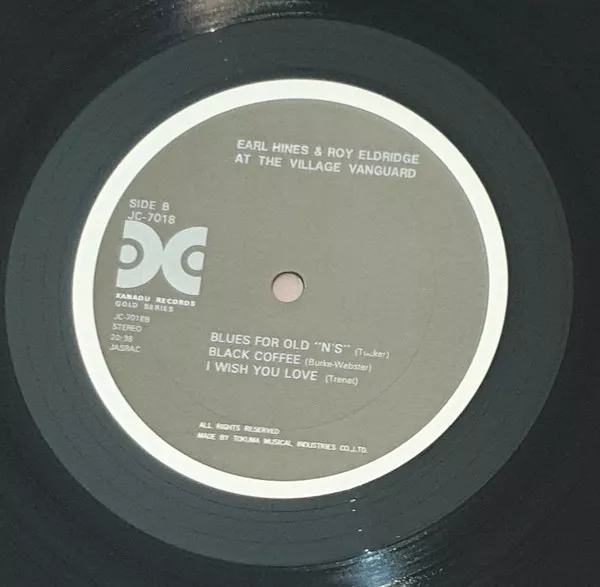 EARL HINES & ROY ELDRIDGE
AT THE VILLAGE VANGUARD
SIDE B
JC-7018
XANADU RECORDS
GOLD SERIES
JC-7018B
STEREO
20:38
JASRAC
BLUES FOR OLD "N'S" (Tucker)
BLACK COFFEE (Burke-Webster)
I WISH YOU LOVE (Trenet)
ALL RIGHTS RESERVED
MADE BY TOKUMA MUSICAL INDUSTRIES CO.,LTD.